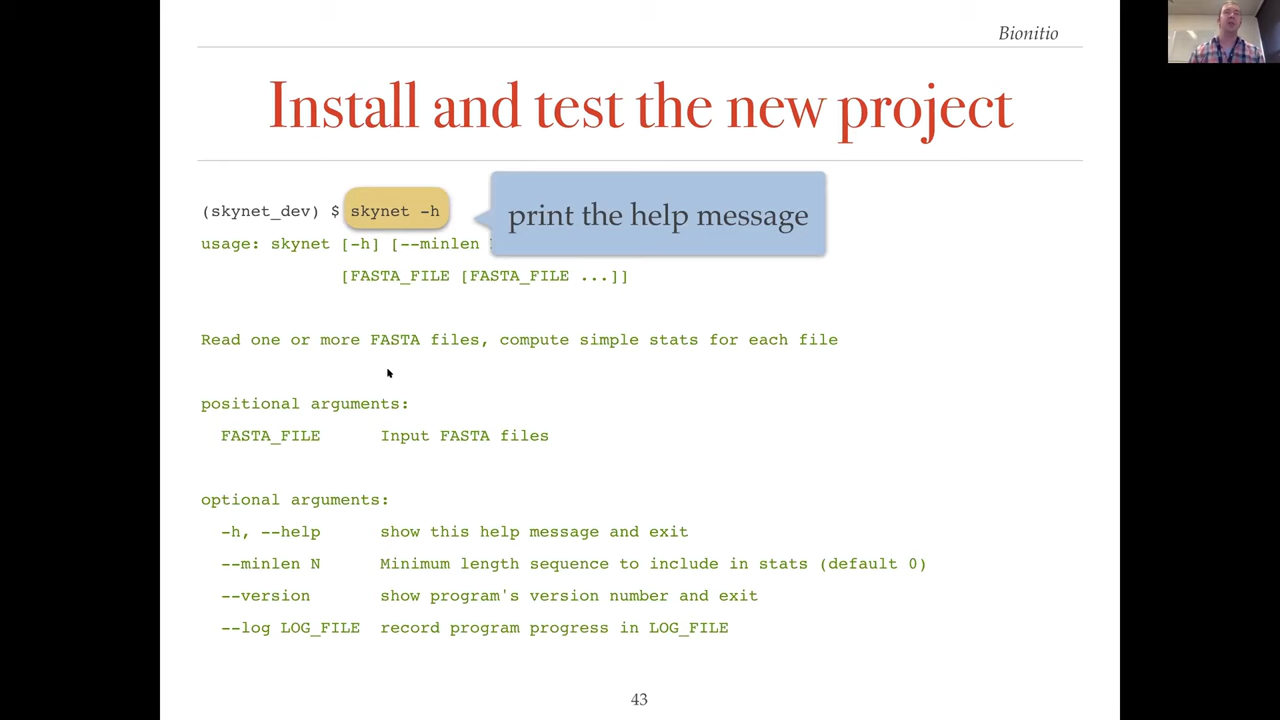 Bionitio
Install and test the new project
(skynet_dev) $ skynet -h
print the help message
usage: skynet [-h] [--minlen
[FASTA_FILE [FASTA_FILE ...]]
Read one or more FASTA files, compute simple stats for each file
positional arguments:
FASTA_FILE Input FASTA files
optional arguments:
-h, --help show this help message and exit
--minlen N Minimum length sequence to include in stats (default 0)
--version show program's version number and exit
--log LOG_FILE record program progress in LOG_FILE
43